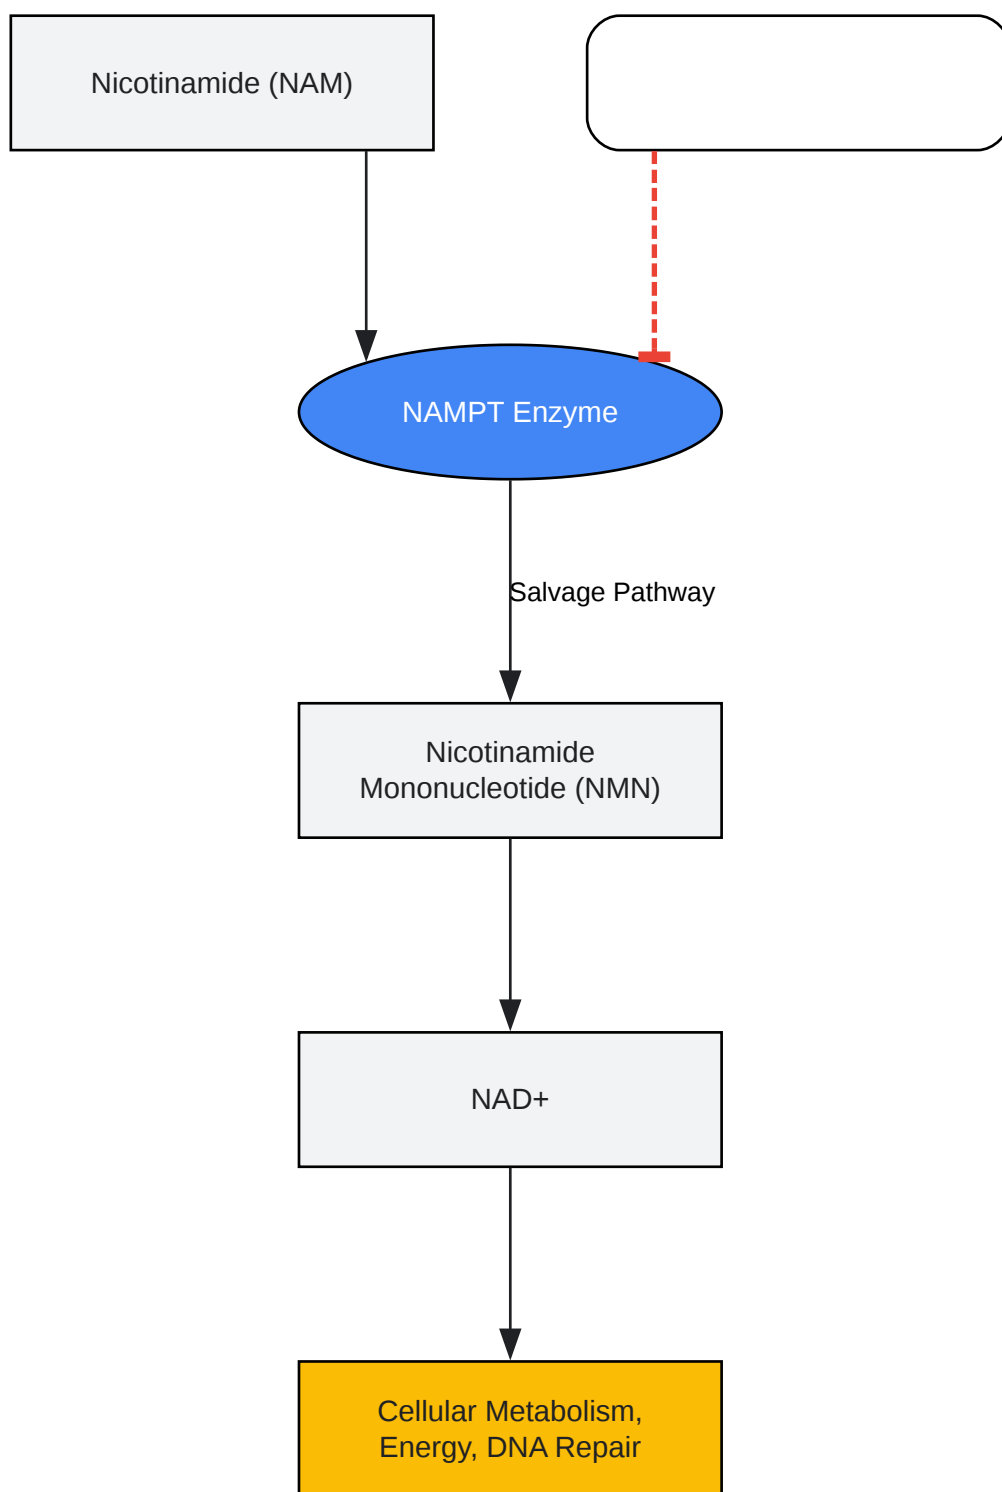 Nicotinamide (NAM)
NAMPT Enzyme
Salvage Pathway
Nicotinamide
Mononucleotide (NMN)
NAD+
Cellular Metabolism,
Energy, DNA Repair